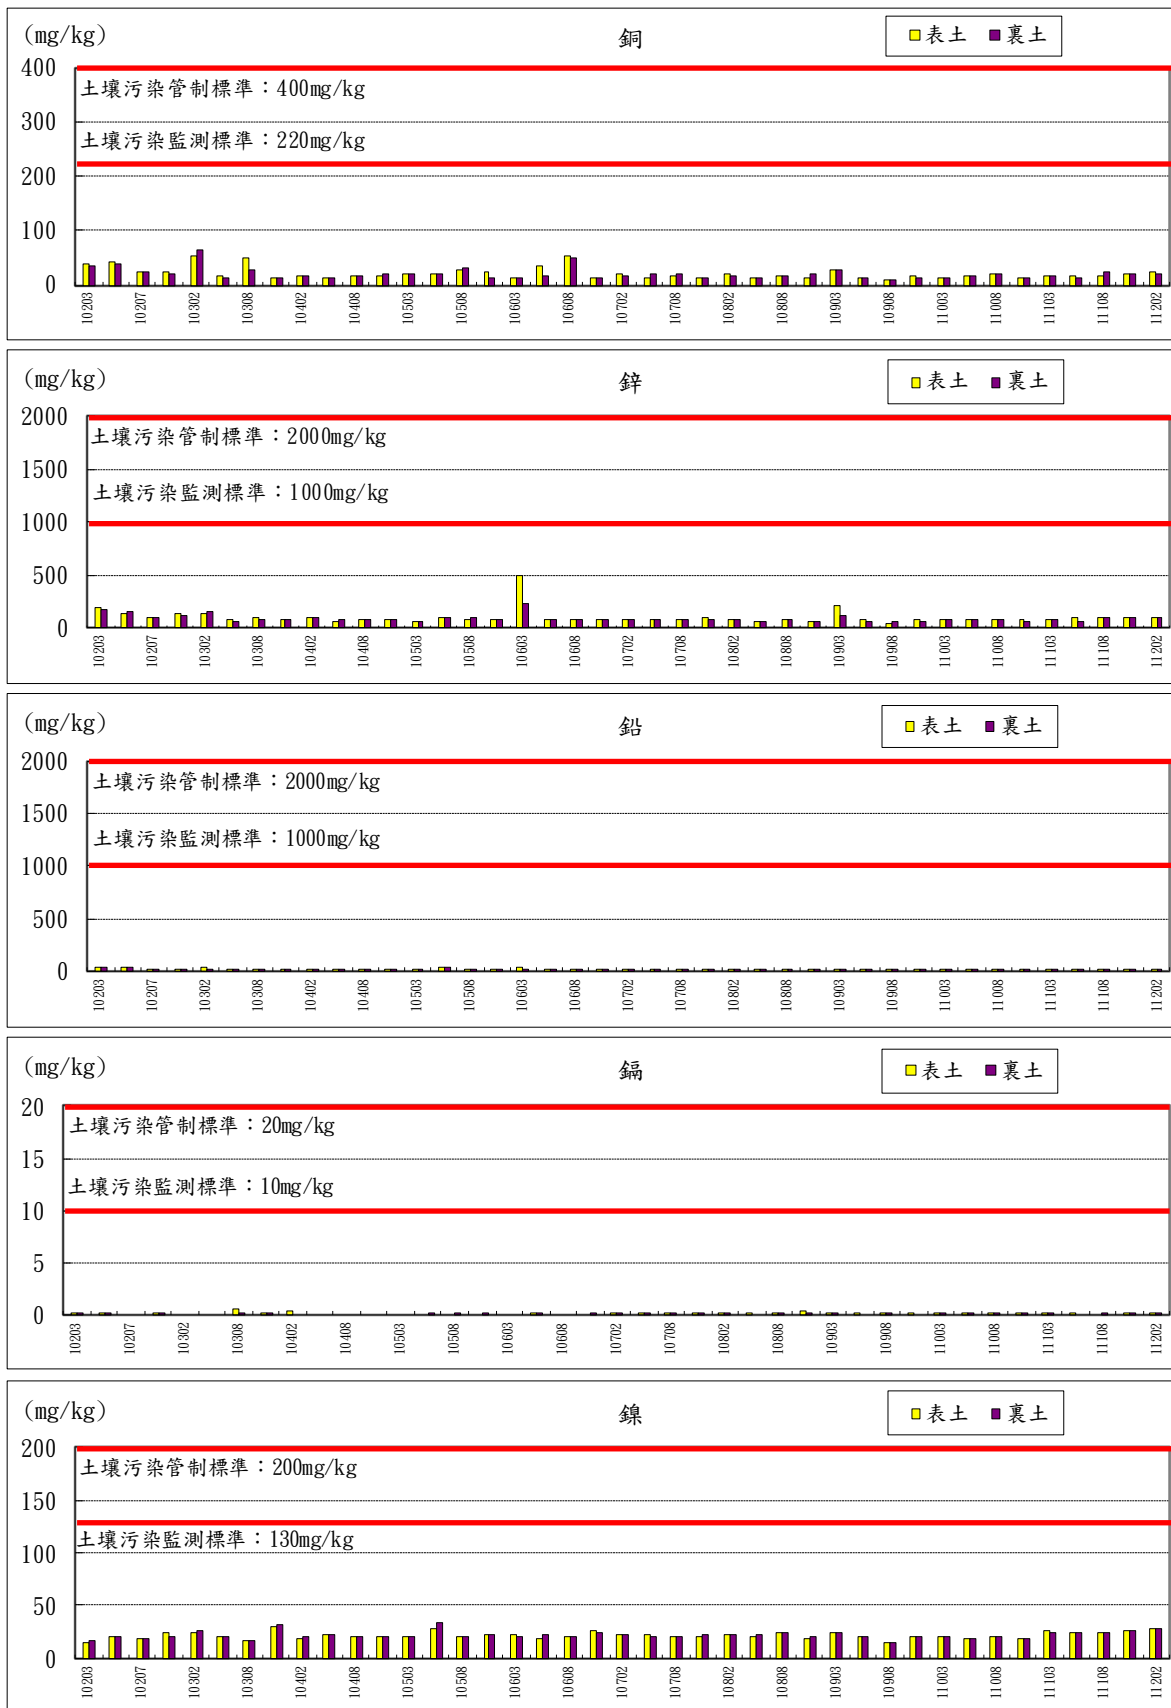 (mg/kg)
銅
表土 裏土
400
土壤污染管制標準：400mg/kg
300
土壤污染監測標準：220mg/kg
200
100
0
10203 10207 10302 10308 10402 10408 10503 10508 10603 10608 10702 10708 10802 10808 10903 10908 11003 11008 11103 11108 11202
(mg/kg)
鋅
表土 裏土
2000
土壤污染管制標準：2000mg/kg
1500
土壤污染監測標準：1000mg/kg
1000
500
0
10203 10207 10302 10308 10402 10408 10503 10508 10603 10608 10702 10708 10802 10808 10903 10908 11003 11008 11103 11108 11202
(mg/kg)
鉛
表土 裏土
2000
土壤污染管制標準：2000mg/kg
1500
土壤污染監測標準：1000mg/kg
1000
500
0
10203 10207 10302 10308 10402 10408 10503 10508 10603 10608 10702 10708 10802 10808 10903 10908 11003 11008 11103 11108 11202
(mg/kg)
鎘
表土 裏土
20
土壤污染管制標準：20mg/kg
15
土壤污染監測標準：10mg/kg
10
5
0
10203 10207 10302 10308 10402 10408 10503 10508 10603 10608 10702 10708 10802 10808 10903 10908 11003 11008 11103 11108 11202
(mg/kg)
鎳
表土 裏土
200
土壤污染管制標準：200mg/kg
150
土壤污染監測標準：130mg/kg
100
50
0
10203 10207 10302 10308 10402 10408 10503 10508 10603 10608 10702 10708 10802 10808 10903 10908 11003 11008 11103 11108 11202